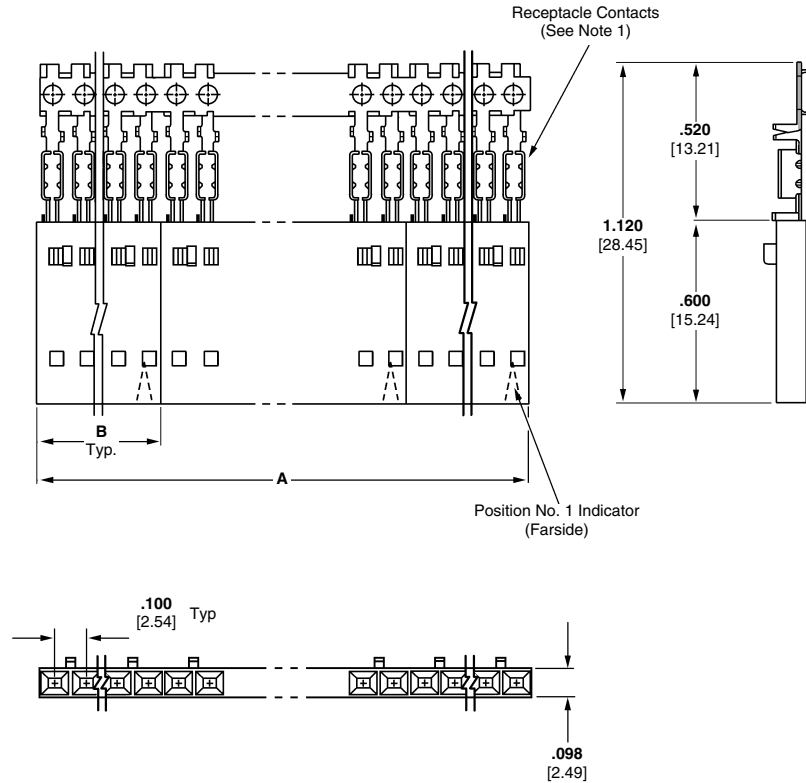 Receptacle Contacts
(See Note 1)
.520
[13.21]
1.120
[28.45]
.600
[15.24]
B
Typ.
A
Position No. 1 Indicator
(Farside)
.100
[2.54]
Typ
.098
[2.49]